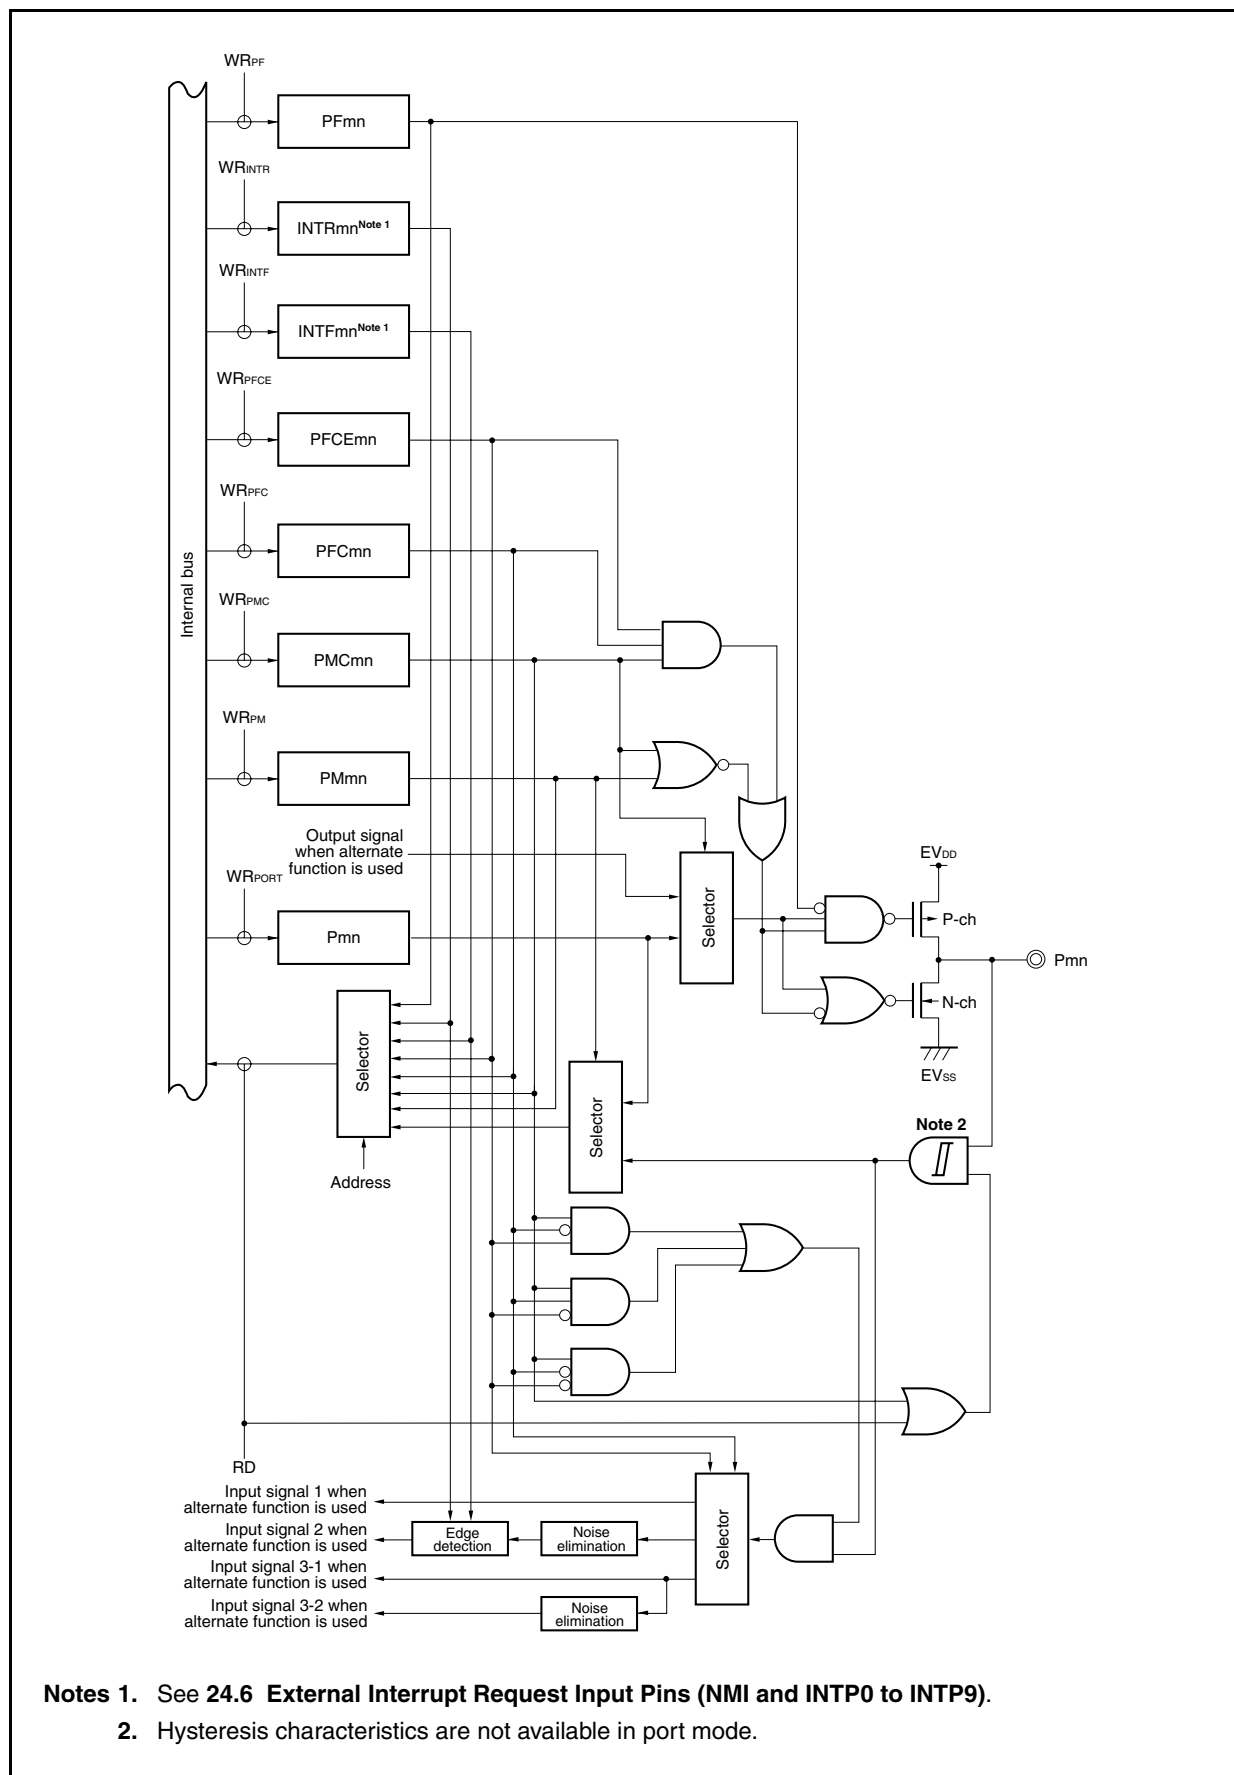 WRPF
PFmn
WRINTR
INTRmnNote 1
WRINTF
INTFmnNote 1
WRPFCE
PFCEmn
WRPFC
PFCmn
Internal bus
WRPMC
PMCmn
WRPM
PMmn
Output signal
when alternate
function is used
WRPORT
Pmn
Selector
EVDD
P-ch
Pmn
N-ch
EVSS
Selector
Address
Selector
Note 2
RD
Input signal 1 when
alternate function is used
Input signal 2 when
alternate function is used
Edge
detection
Noise
elimination
Selector
Input signal 3-1 when
alternate function is used
Input signal 3-2 when
alternate function is used
Noise
elimination
Notes 1. See 24.6 External Interrupt Request Input Pins (NMI and INTP0 to INTP9).
2. Hysteresis characteristics are not available in port mode.